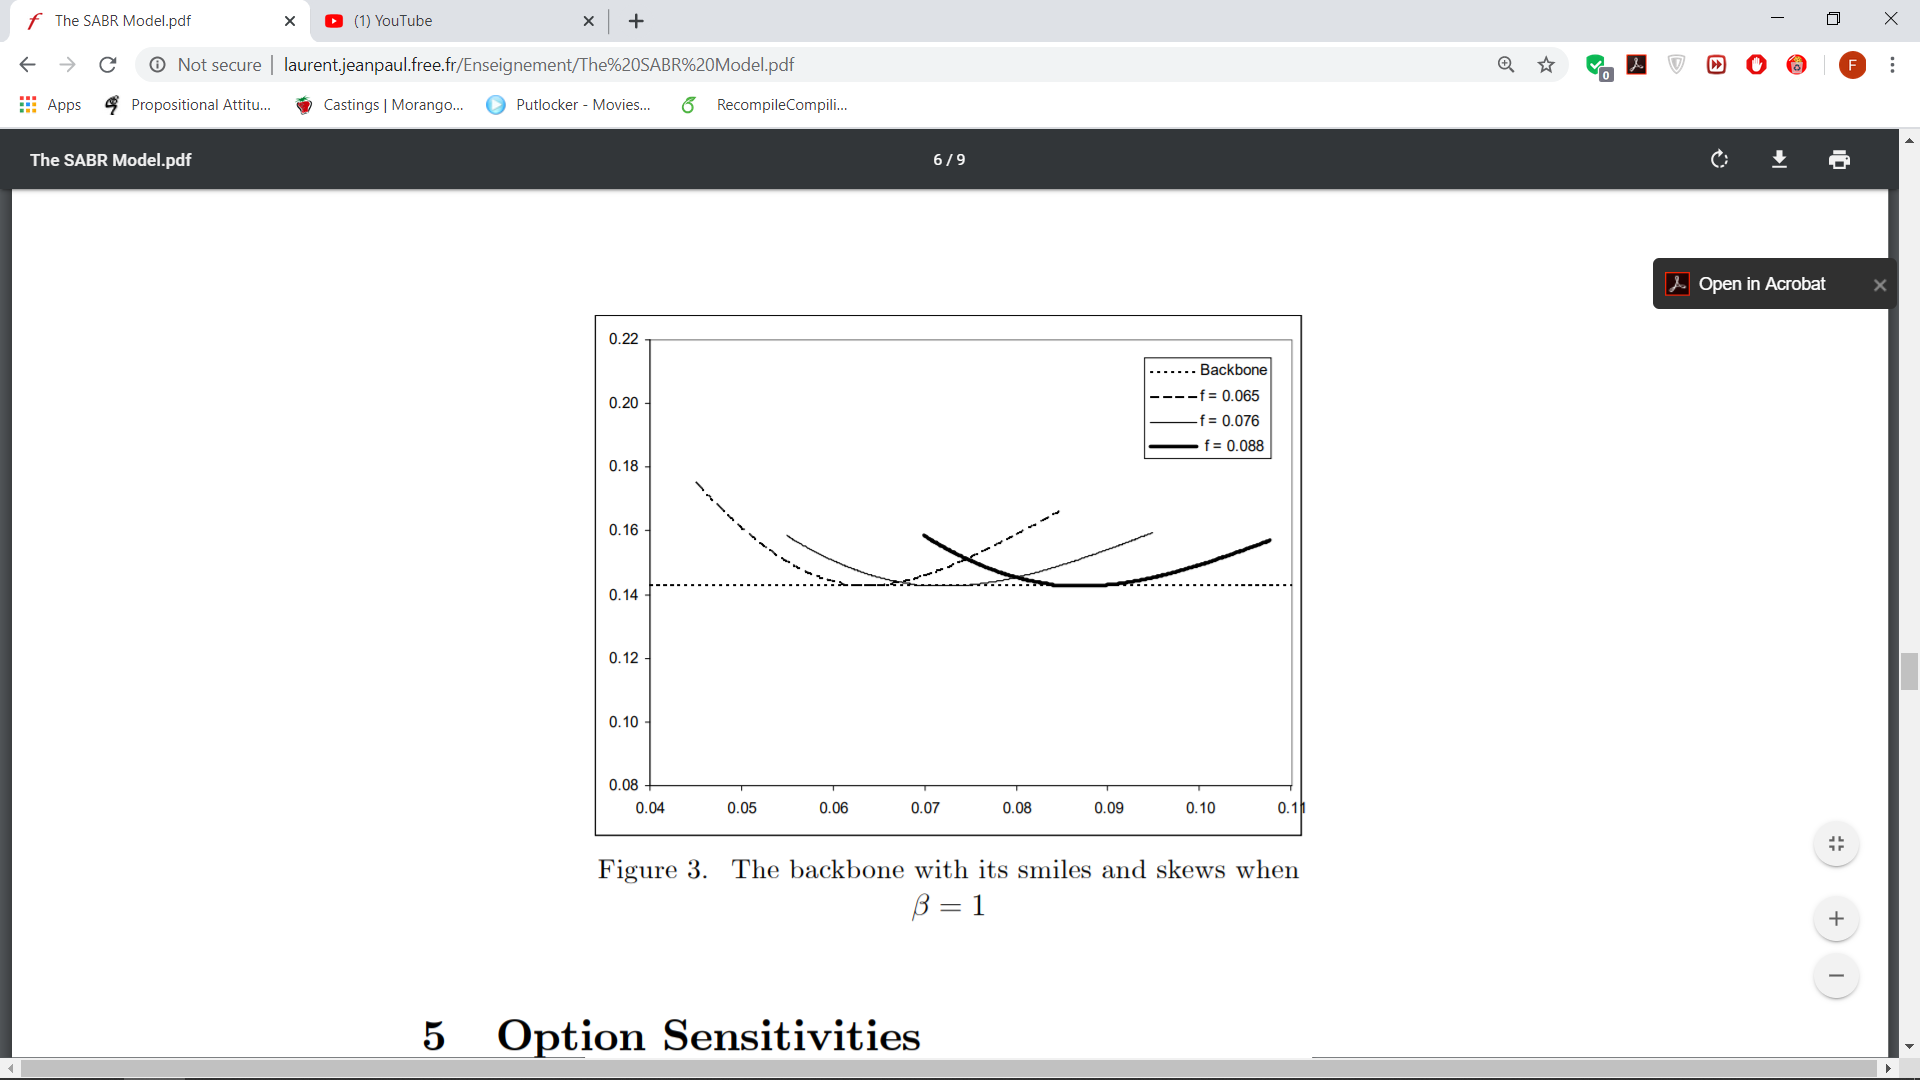 The SABR Model.pdf
(1) YouTube
Not secure
laurent.jeanpaul.free.fr/Enseignement/The%20SABR%20Model.pdf
0
F
Apps
Propositional Attitu...
Castings | Morango...
Putlocker - Movies...
RecompileCompili...
The SABR Model.pdf
6 / 9
Open in Acrobat
0.22
0.20
0.18
0.16
0.14
0.12
0.10
0.08
0.04 0.05 0.06 0.07 0.08 0.09 0.10 0.11
Backbone
f = 0.065
f = 0.076
f = 0.088
Figure 3. The backbone with its smiles and skews when
β = 1
5 Option Sensitivities